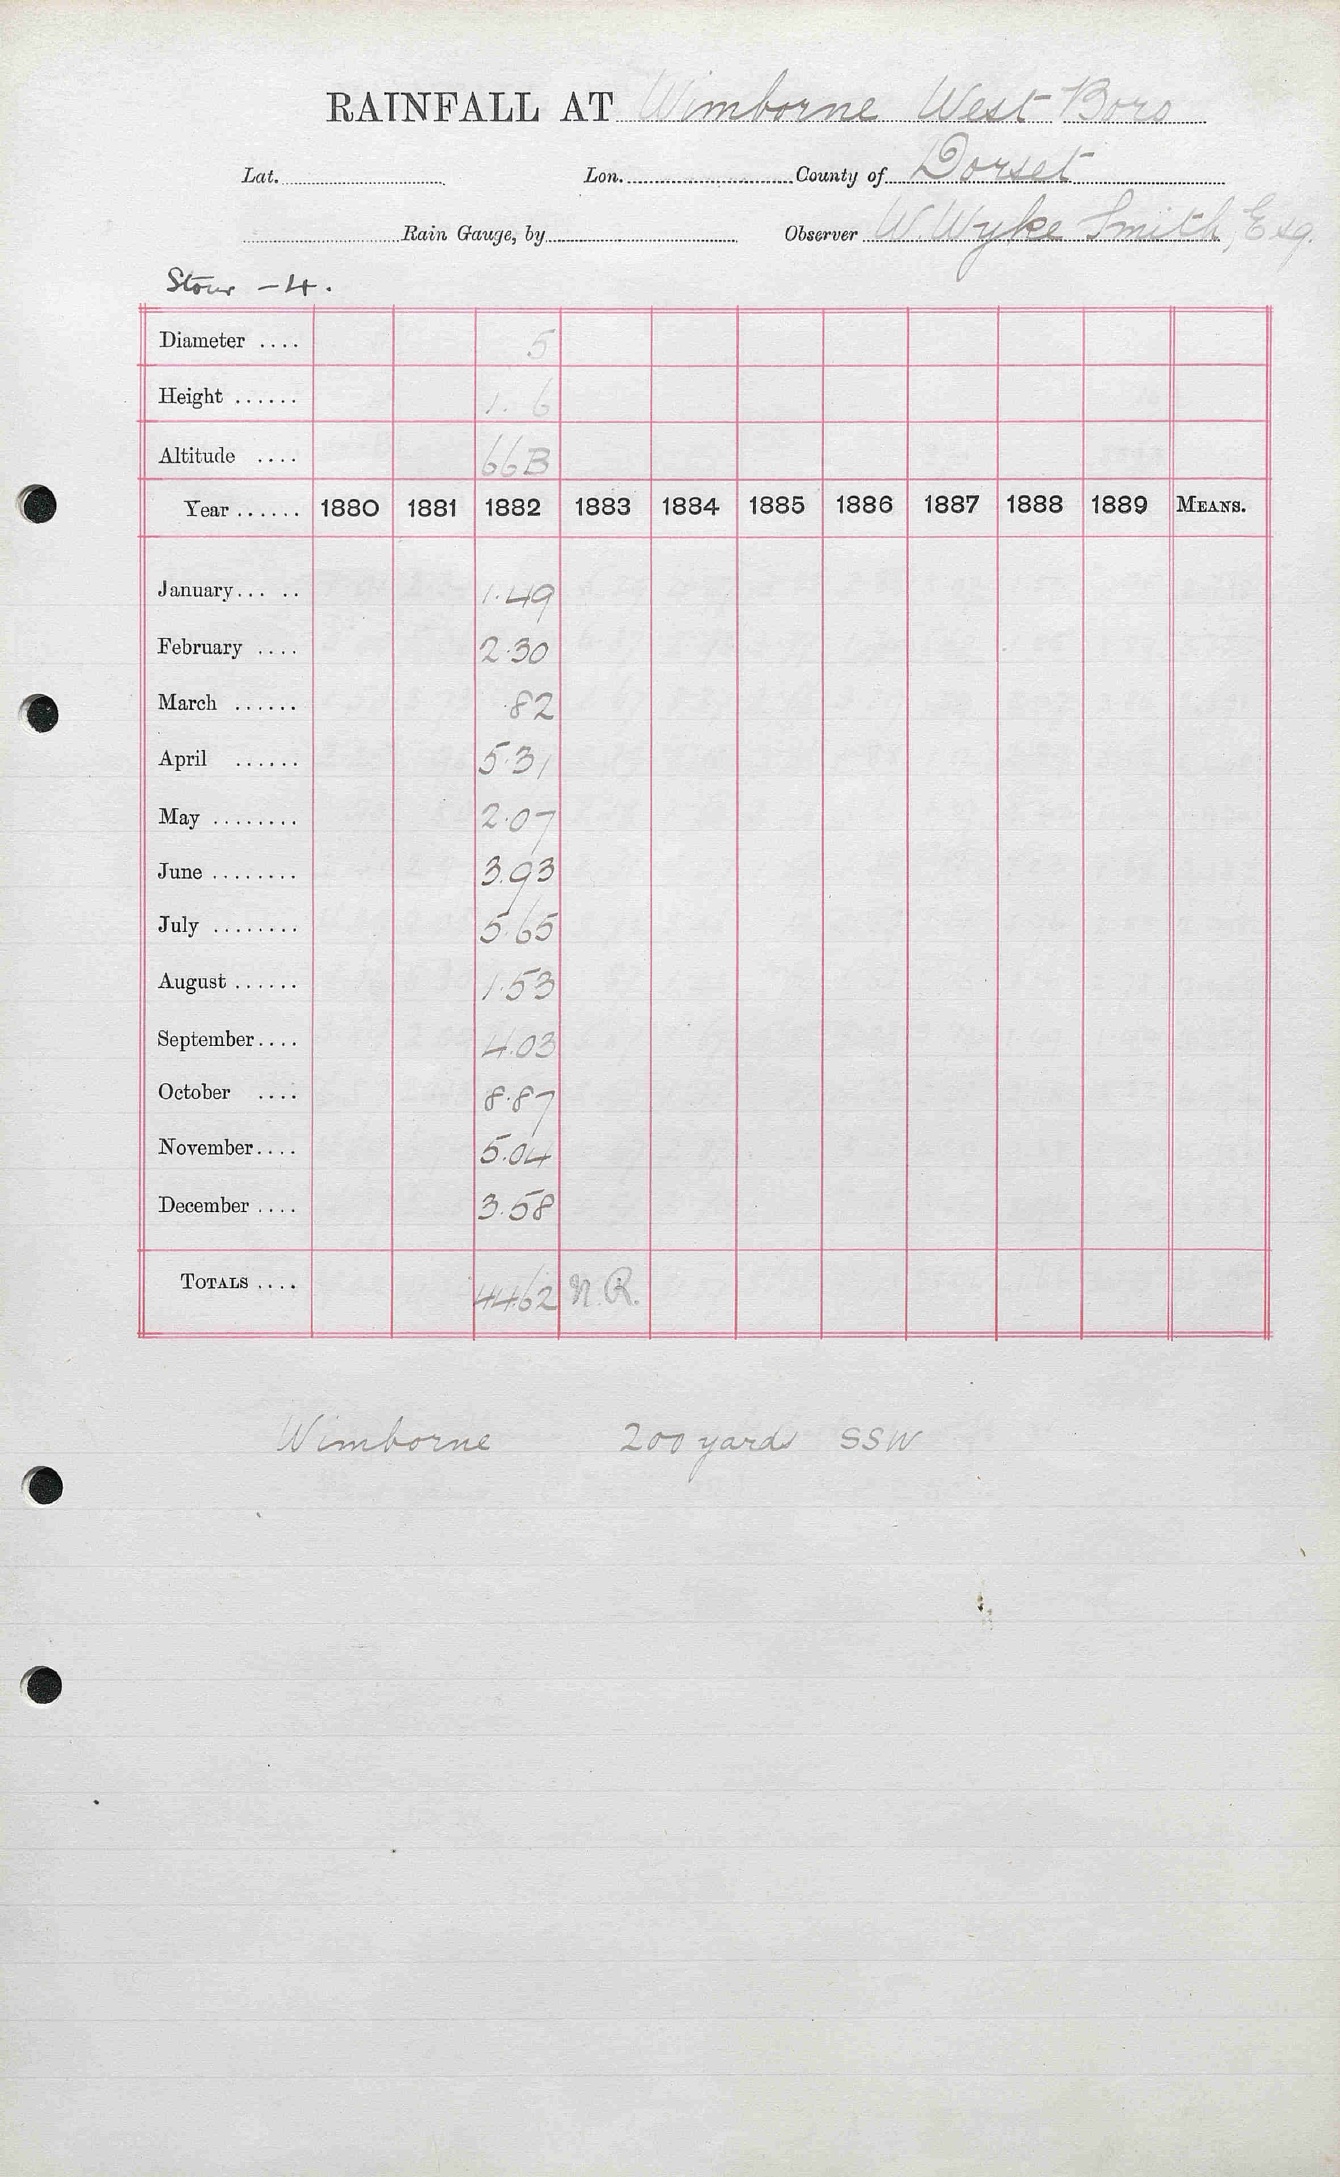 RAINFALL AT Wimborne West Boro
Lat. Lon. County of Dorset
Rain Gauge, by Observer W. Wyke Smith, Esq.
Stour - 4.
Diameter .... 5
Height ...... 1. 6
Altitude .... 66B
Year ...... 1880 1881 1882 1883 1884 1885 1886 1887 1888 1889 MEANS.
January... .. 1.49
February .... 2.30
March ...... .82
April ...... 5.31
May ........ 2.07
June ........ 3.93
July ........ 5.65
August ...... 1.53
September.... 4.03
October .... 8.87
November.... 5.04
December .... 3.58
TOTALS .... 44.62 N.R.
Wimborne 200 yards SSW